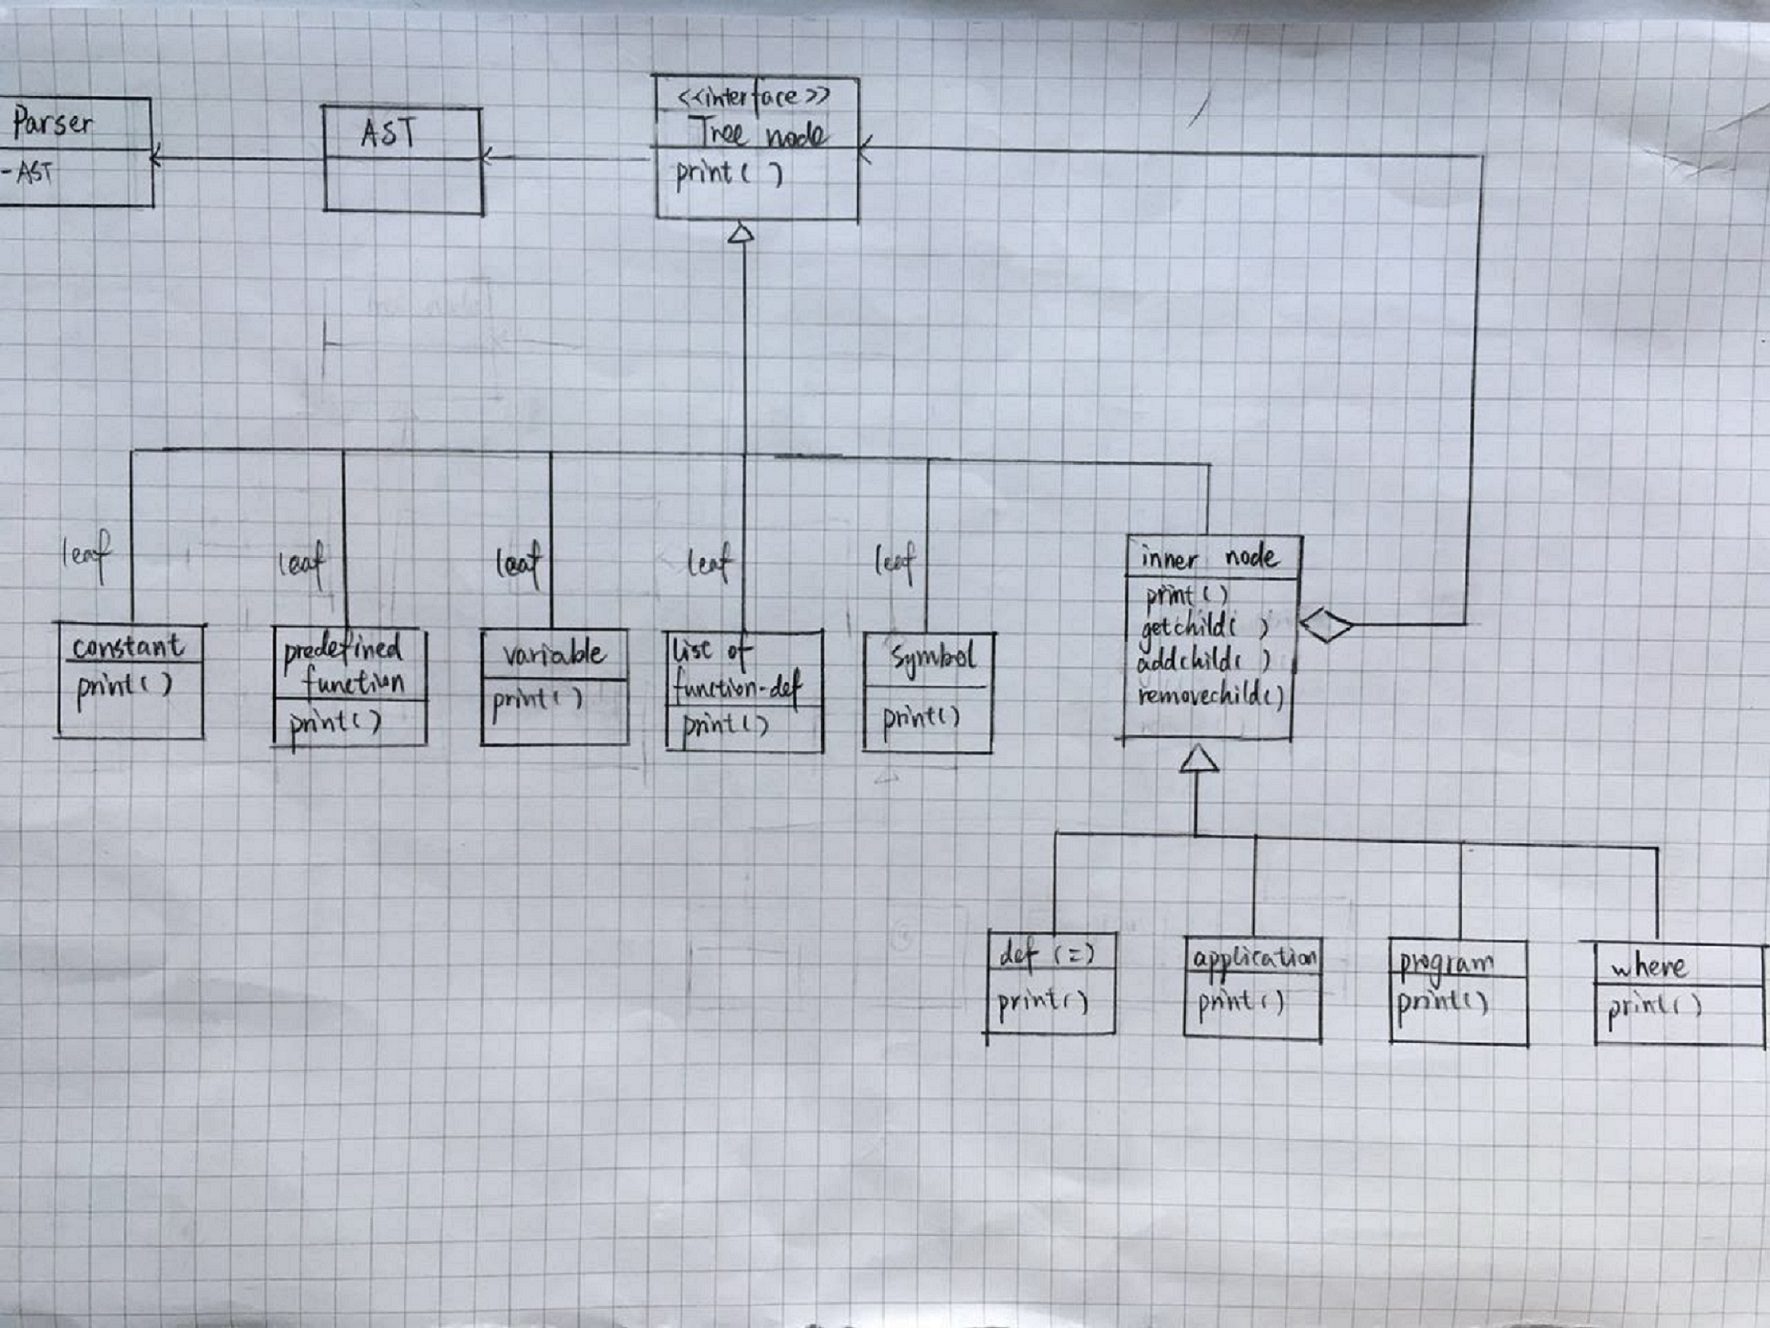 Parser
-AST
AST
<<interface>>
Tree node
print( )
leaf
leaf
leaf
leaf
leaf
constant
print( )
predefined
function
print( )
variable
print( )
list of
function-def
print( )
Symbol
print()
inner node
print( )
getchild( )
addchild( )
removechild( )
def (=)
print( )
application
print( )
program
print( )
where
print( )